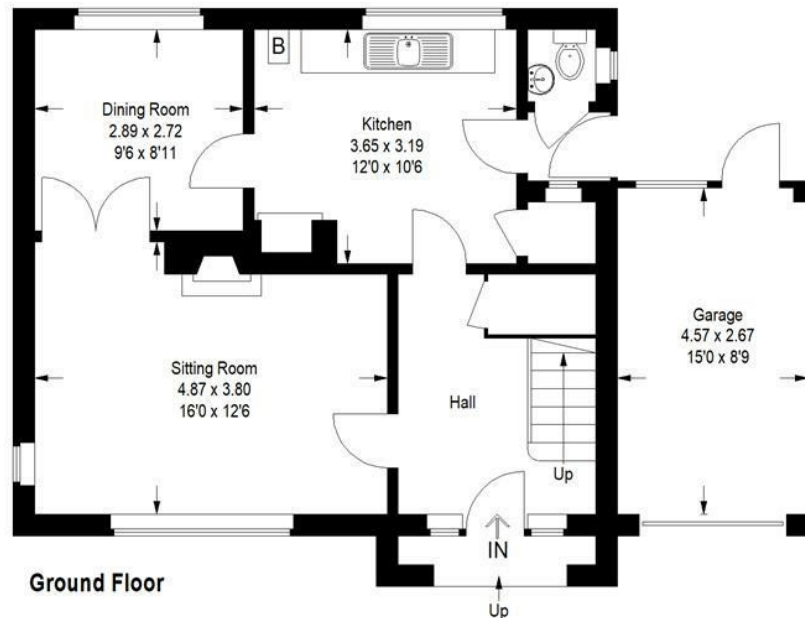 B
Dining Room
2.89 x 2.72
9'6 x 8'11
Kitchen
3.65 x 3.19
12'0 x 10'6
Garage
4.57 x 2.67
15'0 x 8'9
Sitting Room
4.87 x 3.80
16'0 x 12'6
Hall
Up
IN
Ground Floor
Up